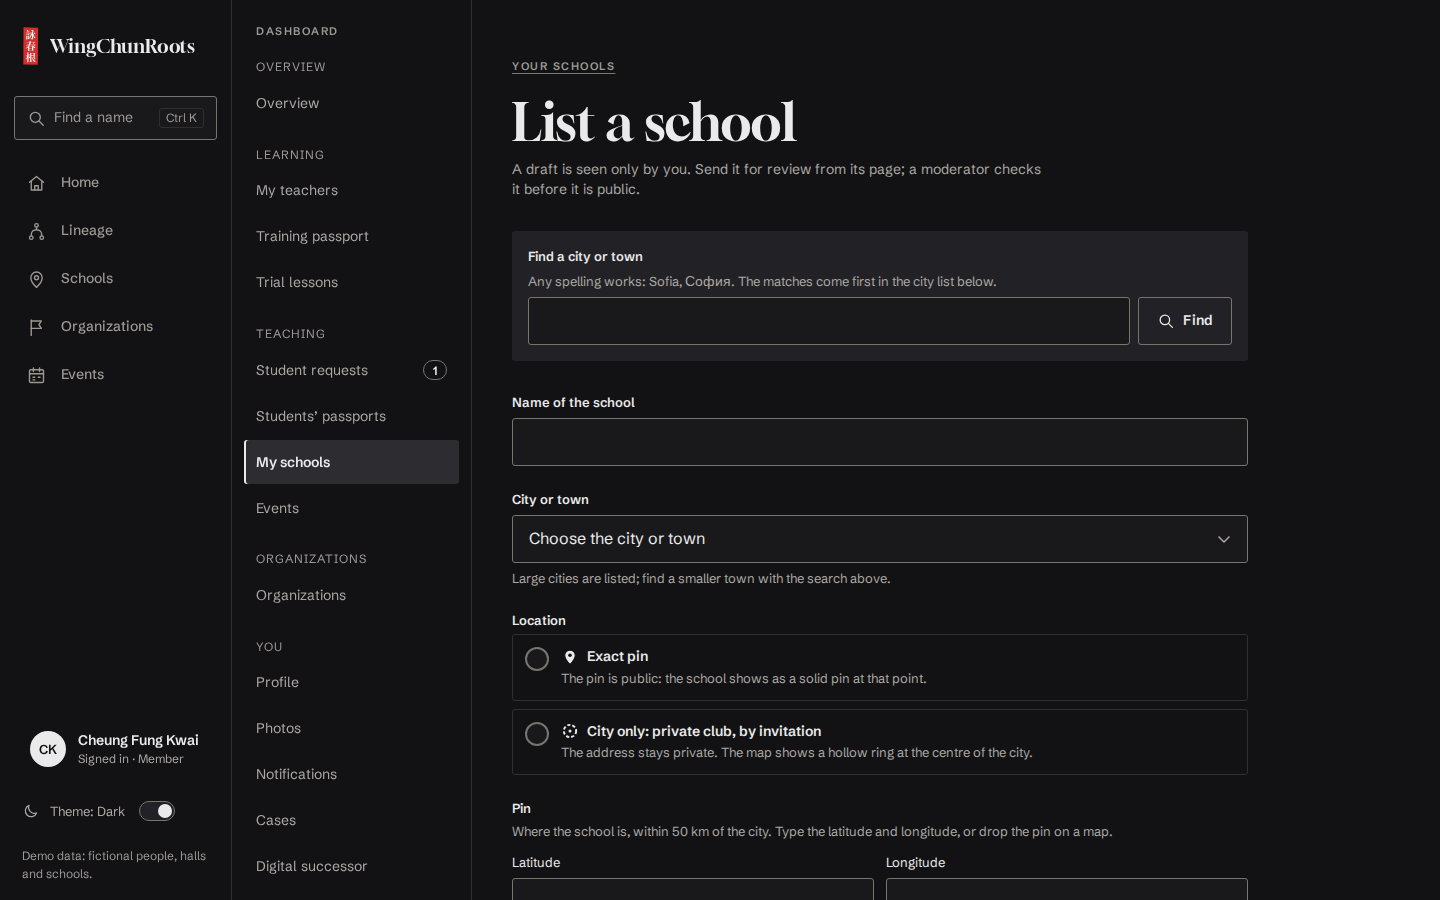 詠春根
WingChunRoots
Find a name
Ctrl K
Home
Lineage
Schools
Organizations
Events
CK
Cheung Fung Kwai
Signed in · Member
Theme: Dark
Demo data: fictional people, halls
and schools.
DASHBOARD
OVERVIEW
Overview
LEARNING
My teachers
Training passport
Trial lessons
TEACHING
Student requests
1
Students’ passports
My schools
Events
ORGANIZATIONS
Organizations
YOU
Profile
Photos
Notifications
Cases
Digital successor
YOUR SCHOOLS
List a school
A draft is seen only by you. Send it for review from its page; a moderator checks
it before it is public.
Find a city or town
Any spelling works: Sofia, София. The matches come first in the city list below.
Find
Name of the school
City or town
Choose the city or town
Large cities are listed; find a smaller town with the search above.
Location
Exact pin
The pin is public: the school shows as a solid pin at that point.
City only: private club, by invitation
The address stays private. The map shows a hollow ring at the centre of the city.
Pin
Where the school is, within 50 km of the city. Type the latitude and longitude, or drop the pin on a map.
Latitude
Longitude